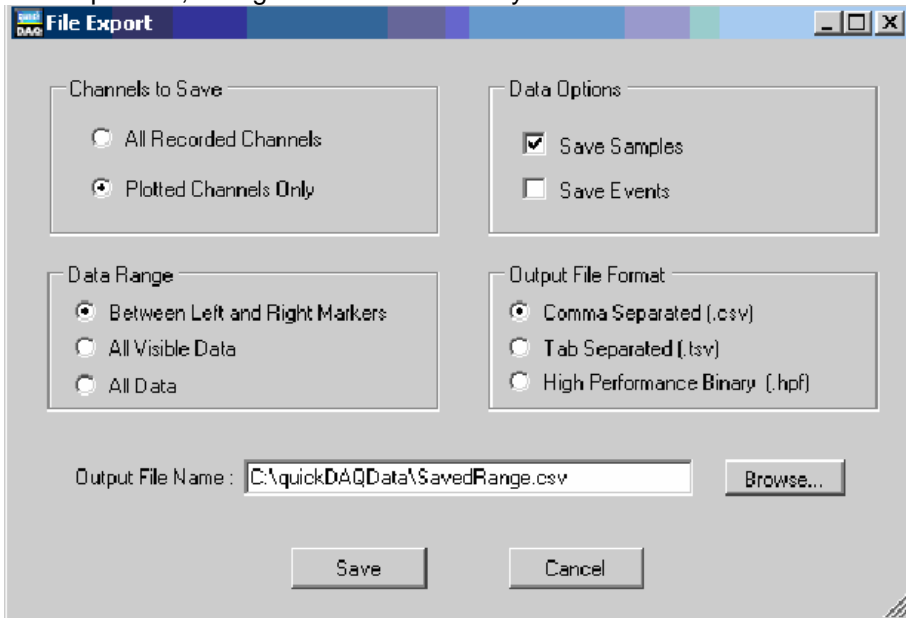 File Export
Channels to Save
All Recorded Channels
Plotted Channels Only
Data Options
Save Samples
Save Events
Data Range
Between Left and Right Markers
All Visible Data
All Data
Output File Format
Comma Separated (.csv)
Tab Separated (.tsv)
High Performance Binary (.hpf)
Output File Name : C:\quickDAQData\SavedRange.csv
Browse...
Save
Cancel